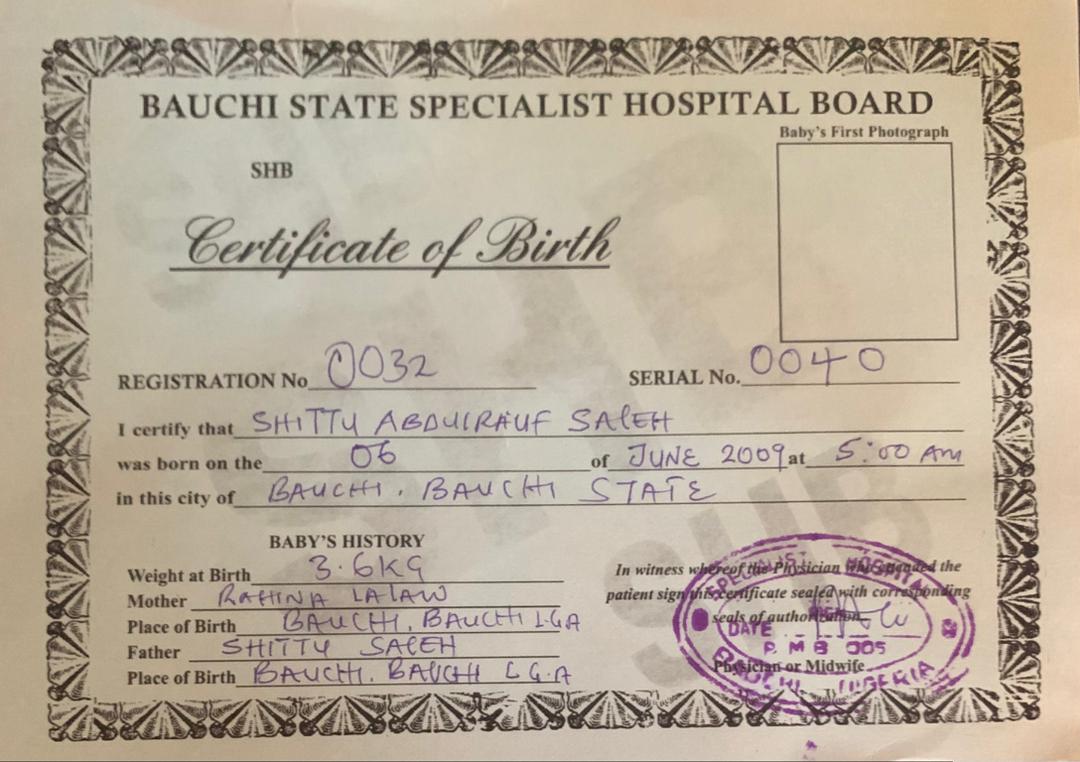 BAUCHI STATE SPECIALIST HOSPITAL BOARD
Baby's First Photograph
SHB
Certificate of Birth
REGISTRATION No 0032 SERIAL No. 0040
I certify that SHITTU ABDULRAUF SALEH
was born on the 06 of JUNE 2009 at 5:00 AM
in this city of BAUCHI, BAUCHI STATE
BABY'S HISTORY
Weight at Birth 3.6KG
Mother RAHINA LALAW
Place of Birth BAUCHI, BAUCHI LGA
Father SHITTU SALEH
Place of Birth BAUCHI, BAUCHI L.G.A
In witness whereof the Physician who attended the
patient sign this certificate sealed with corresponding
seals of authorization
Physician or Midwife
SPECIALIST HOSPITAL
DATE
P.M.B 005
BAUCHI NIGERIA
SHB